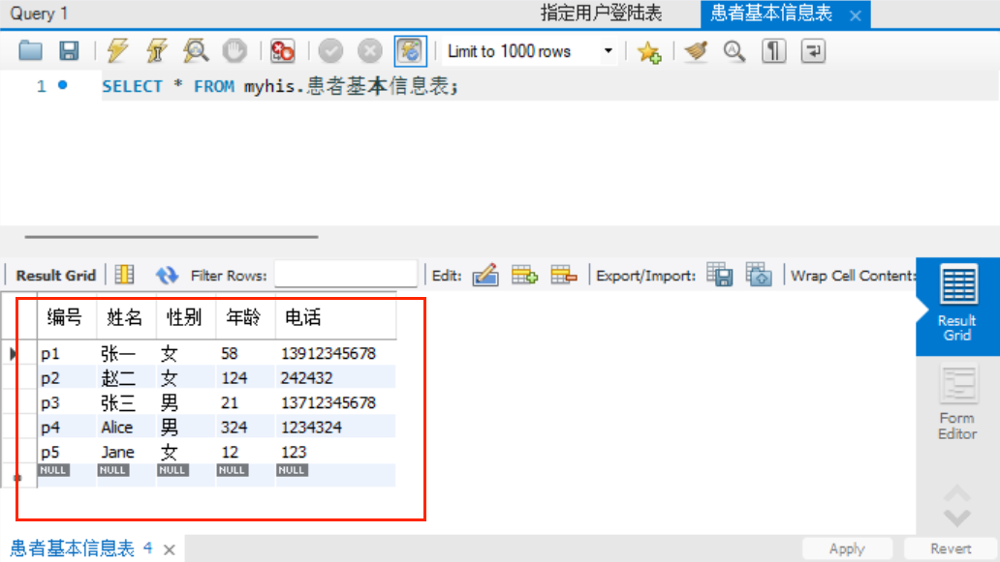 Query 1 指定用户登陆表 患者基本信息表
Limit to 1000 rows
1 SELECT * FROM myhis.患者基本信息表;
Result Grid Filter Rows: Edit: Export/Import: Wrap Cell Content:
编号 姓名 性别 年龄 电话
p1 张一 女 58 13912345678
p2 赵二 女 124 242432
p3 张三 男 21 13712345678
p4 Alice 男 324 1234324
p5 Jane 女 12 123
NULL NULL NULL NULL NULL
Result
Grid
Form
Editor
患者基本信息表 4
Apply Revert